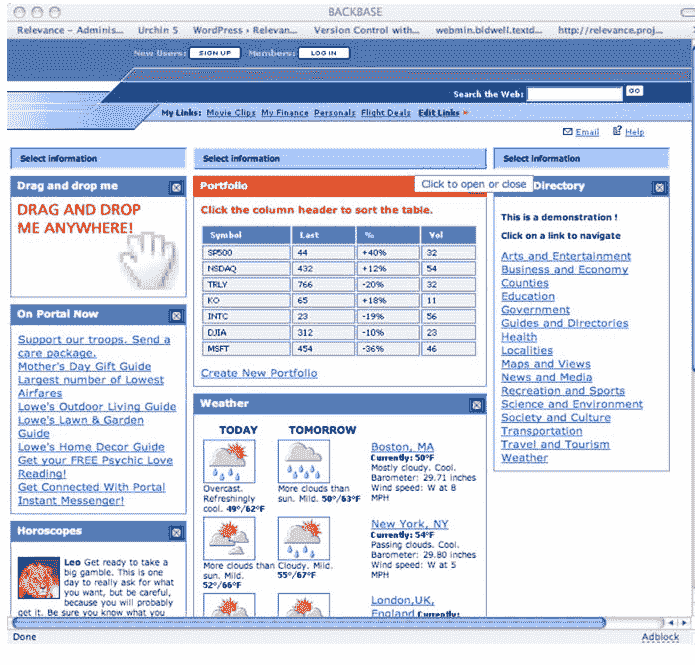 BACKBASE
Relevance – Adminis... Urchin 5 WordPress › Relevan... Version Control with... webmin.bidwell.textd... http://relevance.proj...
New Users: SIGN UP Members: LOG IN
Search the Web: GO
My Links: Movie Clips My Finance Personals Flight Deals Edit Links »
Email Help
Select information
Select information
Select information
Drag and drop me
DRAG AND DROP
ME ANYWHERE!
On Portal Now
Support our troops. Send a
care package.
Mother's Day Gift Guide
Largest number of Lowest
Airfares
Lowe's Outdoor Living Guide
Lowe's Lawn & Garden
Guide
Lowe's Home Decor Guide
Get your FREE Psychic Love
Reading!
Get Connected With Portal
Instant Messenger!
Horoscopes
Leo Get ready to take a
big gamble. This is one
day to really ask for what
you want, but be careful,
because you will probably
get it. Be sure you know what you
Portfolio
Click to open or close
Click the column header to sort the table.
Symbol Last % Vol
SP500 44 +40% 32
NSDAQ 432 +12% 54
TRLY 766 -20% 32
KO 65 +18% 11
INTC 23 -19% 56
DJIA 312 -10% 23
MSFT 454 -36% 46
Create New Portfolio
Weather
TODAY TOMORROW
Overcast.
Refreshingly
cool. 49°/62°F
More clouds than
sun. Mild. 50°/63°F
Boston, MA
Currently: 50°F
Mostly cloudy. Cool.
Barometer: 29.71 inches
Wind speed: W at 8
MPH
More clouds than
sun. Mild.
52°/66°F
Cloudy. Mild.
55°/67°F
New York, NY
Currently: 54°F
Passing clouds. Cool.
Barometer: 29.80 inches
Wind speed: W at 5
MPH
London,UK,
England Currently:
Directory
This is a demonstration !
Click on a link to navigate
Arts and Entertainment
Business and Economy
Counties
Education
Government
Guides and Directories
Health
Localities
Maps and Views
News and Media
Recreation and Sports
Science and Environment
Society and Culture
Transportation
Travel and Tourism
Weather
Done
Adblock